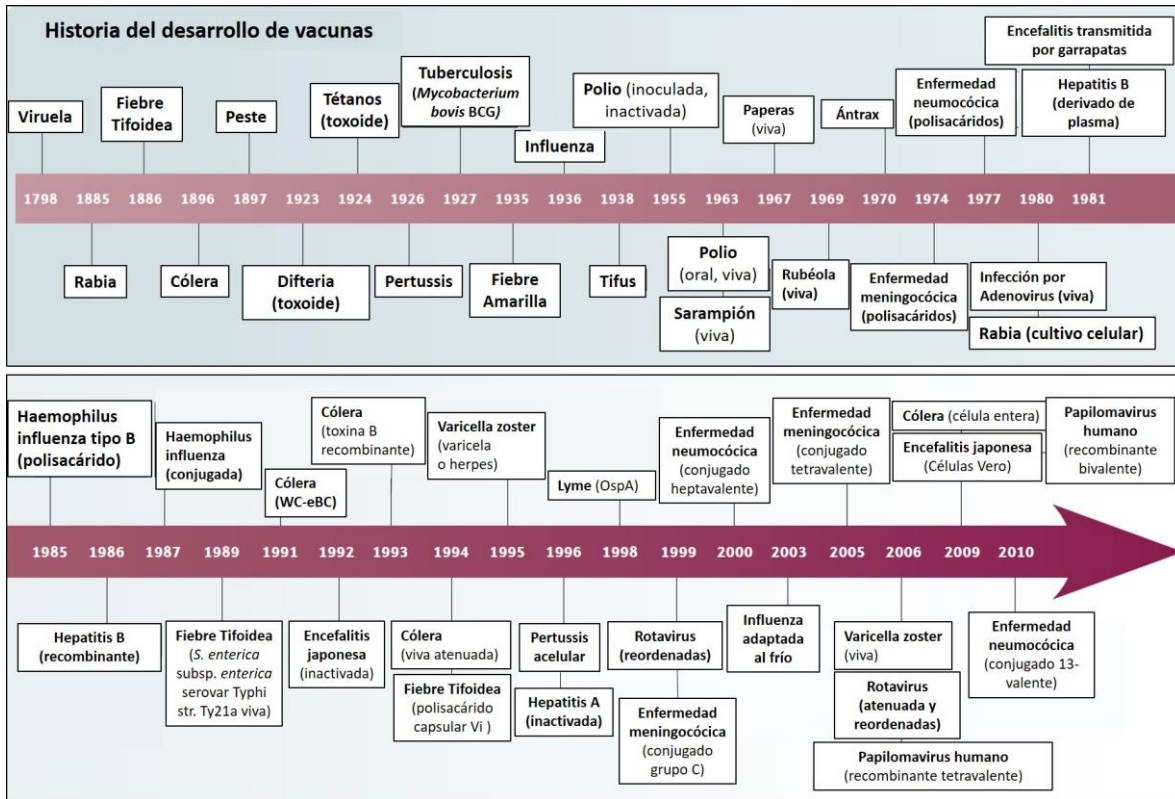 Historia del desarrollo de vacunas
Encefalitis transmitida
por garrapatas
Viruela
Fiebre
Tifoidea
Peste
Tétanos
(toxoide)
Tuberculosis
(Mycobacterium
bovis BCG)
Influenza
Polio (inoculada,
inactivada)
Paperas
(viva)
Ántrax
Enfermedad
neumocócica
(polisacáridos)
Hepatitis B
(derivado de
plasma)
1798 1885 1886 1896 1897 1923 1924 1926 1927 1935 1936 1938 1955 1963 1967 1969 1970 1974 1977 1980 1981
Rabia
Cólera
Difteria
(toxoide)
Pertussis
Fiebre
Amarilla
Tifus
Polio
(oral, viva)
Sarampión
(viva)
Rubéola
(viva)
Enfermedad
meningocócica
(polisacáridos)
Infección por
Adenovirus (viva)
Rabia (cultivo celular)
Haemophilus
influenza tipo B
(polisacárido)
Haemophilus
influenza
(conjugada)
Cólera
(WC-eBC)
Cólera
(toxina B
recombinante)
Varicella zoster
(varicela
o herpes)
Lyme (OspA)
Enfermedad
neumocócica
(conjugado
heptavalente)
Enfermedad
meningocócica
(conjugado
tetravalente)
Cólera (célula entera)
Encefalitis japonesa
(Células Vero)
Papilomavirus
humano
(recombinante
bivalente)
1985 1986 1987 1989 1991 1992 1993 1994 1995 1996 1998 1999 2000 2003 2005 2006 2009 2010
Hepatitis B
(recombinante)
Fiebre Tifoidea
(S. enterica
subsp. enterica
serovar Typhi
str. Ty21a viva)
Encefalitis
japonesa
(inactivada)
Cólera
(viva atenuada)
Fiebre Tifoidea
(polisacárido
capsular Vi )
Pertussis
acelular
Hepatitis A
(inactivada)
Rotavirus
(reordenadas)
Enfermedad
meningocócica
(conjugado
grupo C)
Influenza
adaptada
al frío
Varicella zoster
(viva)
Rotavirus
(atenuada y
reordenadas)
Papilomavirus humano
(recombinante tetravalente)
Enfermedad
neumocócica
(conjugado 13-
valente)